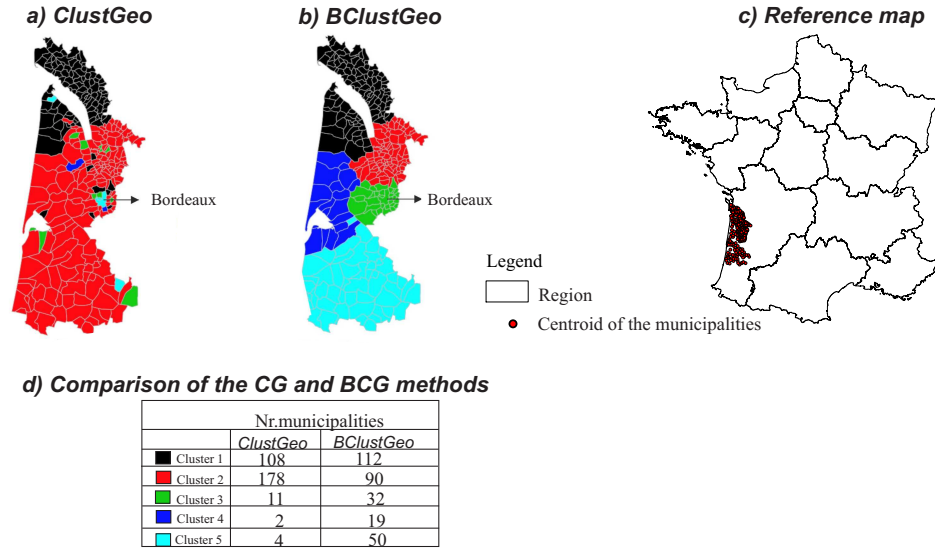 a) ClustGeo
b) BClustGeo
c) Reference map
Bordeaux
Bordeaux
Legend
Region
Centroid of the municipalities
d) Comparison of the CG and BCG methods
Nr.municipalities
ClustGeo BClustGeo
Cluster 1 108 112
Cluster 2 178 90
Cluster 3 11 32
Cluster 4 2 19
Cluster 5 4 50